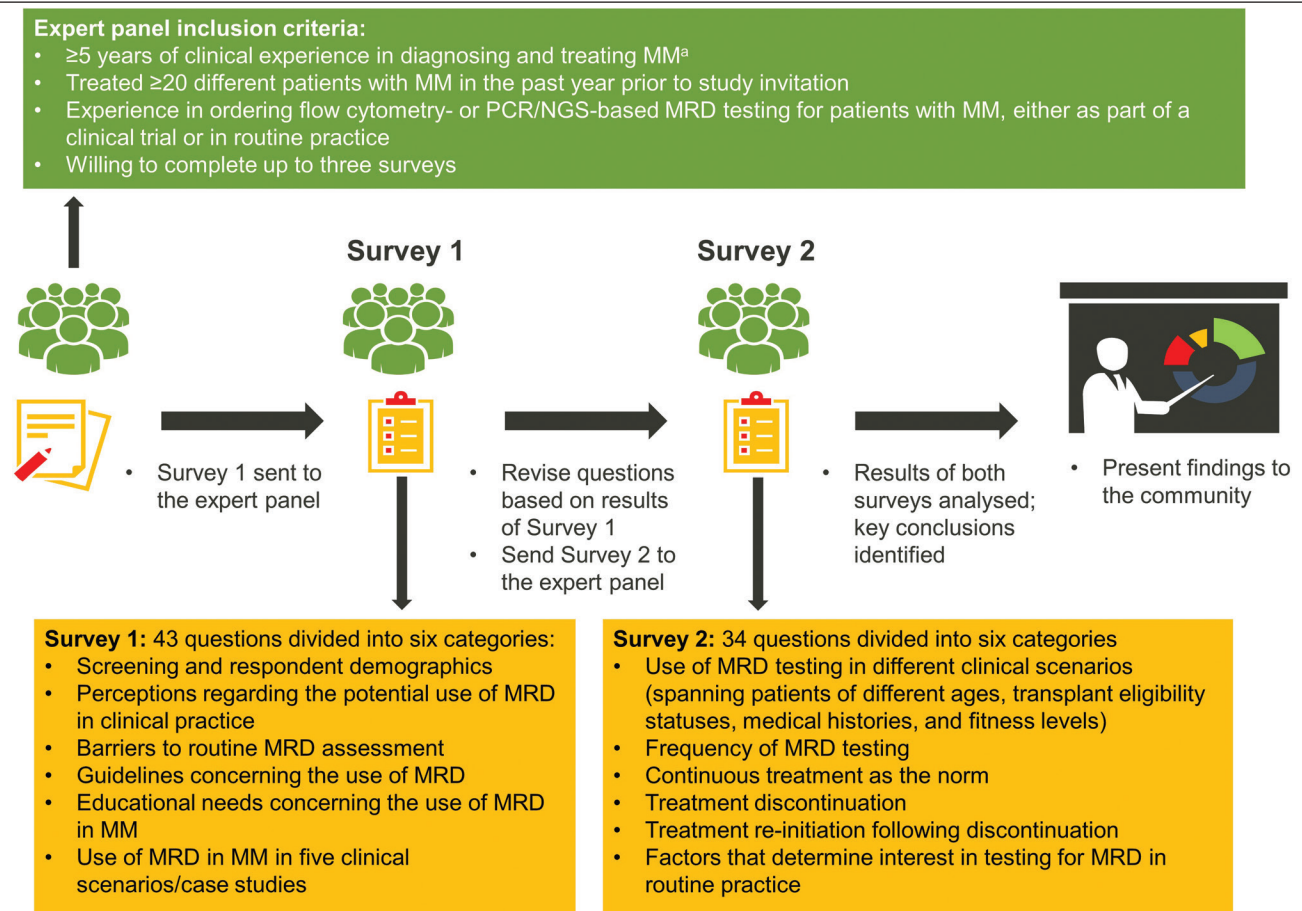 Expert panel inclusion criteria:
• ≥5 years of clinical experience in diagnosing and treating MMᵃ
• Treated ≥20 different patients with MM in the past year prior to study invitation
• Experience in ordering flow cytometry- or PCR/NGS-based MRD testing for patients with MM, either as part of a
clinical trial or in routine practice
• Willing to complete up to three surveys
Survey 1
Survey 2
• Survey 1 sent to
the expert panel
• Revise questions
based on results
of Survey 1
• Send Survey 2 to
the expert panel
• Results of both
surveys analysed;
key conclusions
identified
• Present findings to
the community
Survey 1: 43 questions divided into six categories:
• Screening and respondent demographics
• Perceptions regarding the potential use of MRD
in clinical practice
• Barriers to routine MRD assessment
• Guidelines concerning the use of MRD
• Educational needs concerning the use of MRD
in MM
• Use of MRD in MM in five clinical
scenarios/case studies
Survey 2: 34 questions divided into six categories
• Use of MRD testing in different clinical scenarios
(spanning patients of different ages, transplant eligibility
statuses, medical histories, and fitness levels)
• Frequency of MRD testing
• Continuous treatment as the norm
• Treatment discontinuation
• Treatment re-initiation following discontinuation
• Factors that determine interest in testing for MRD in
routine practice